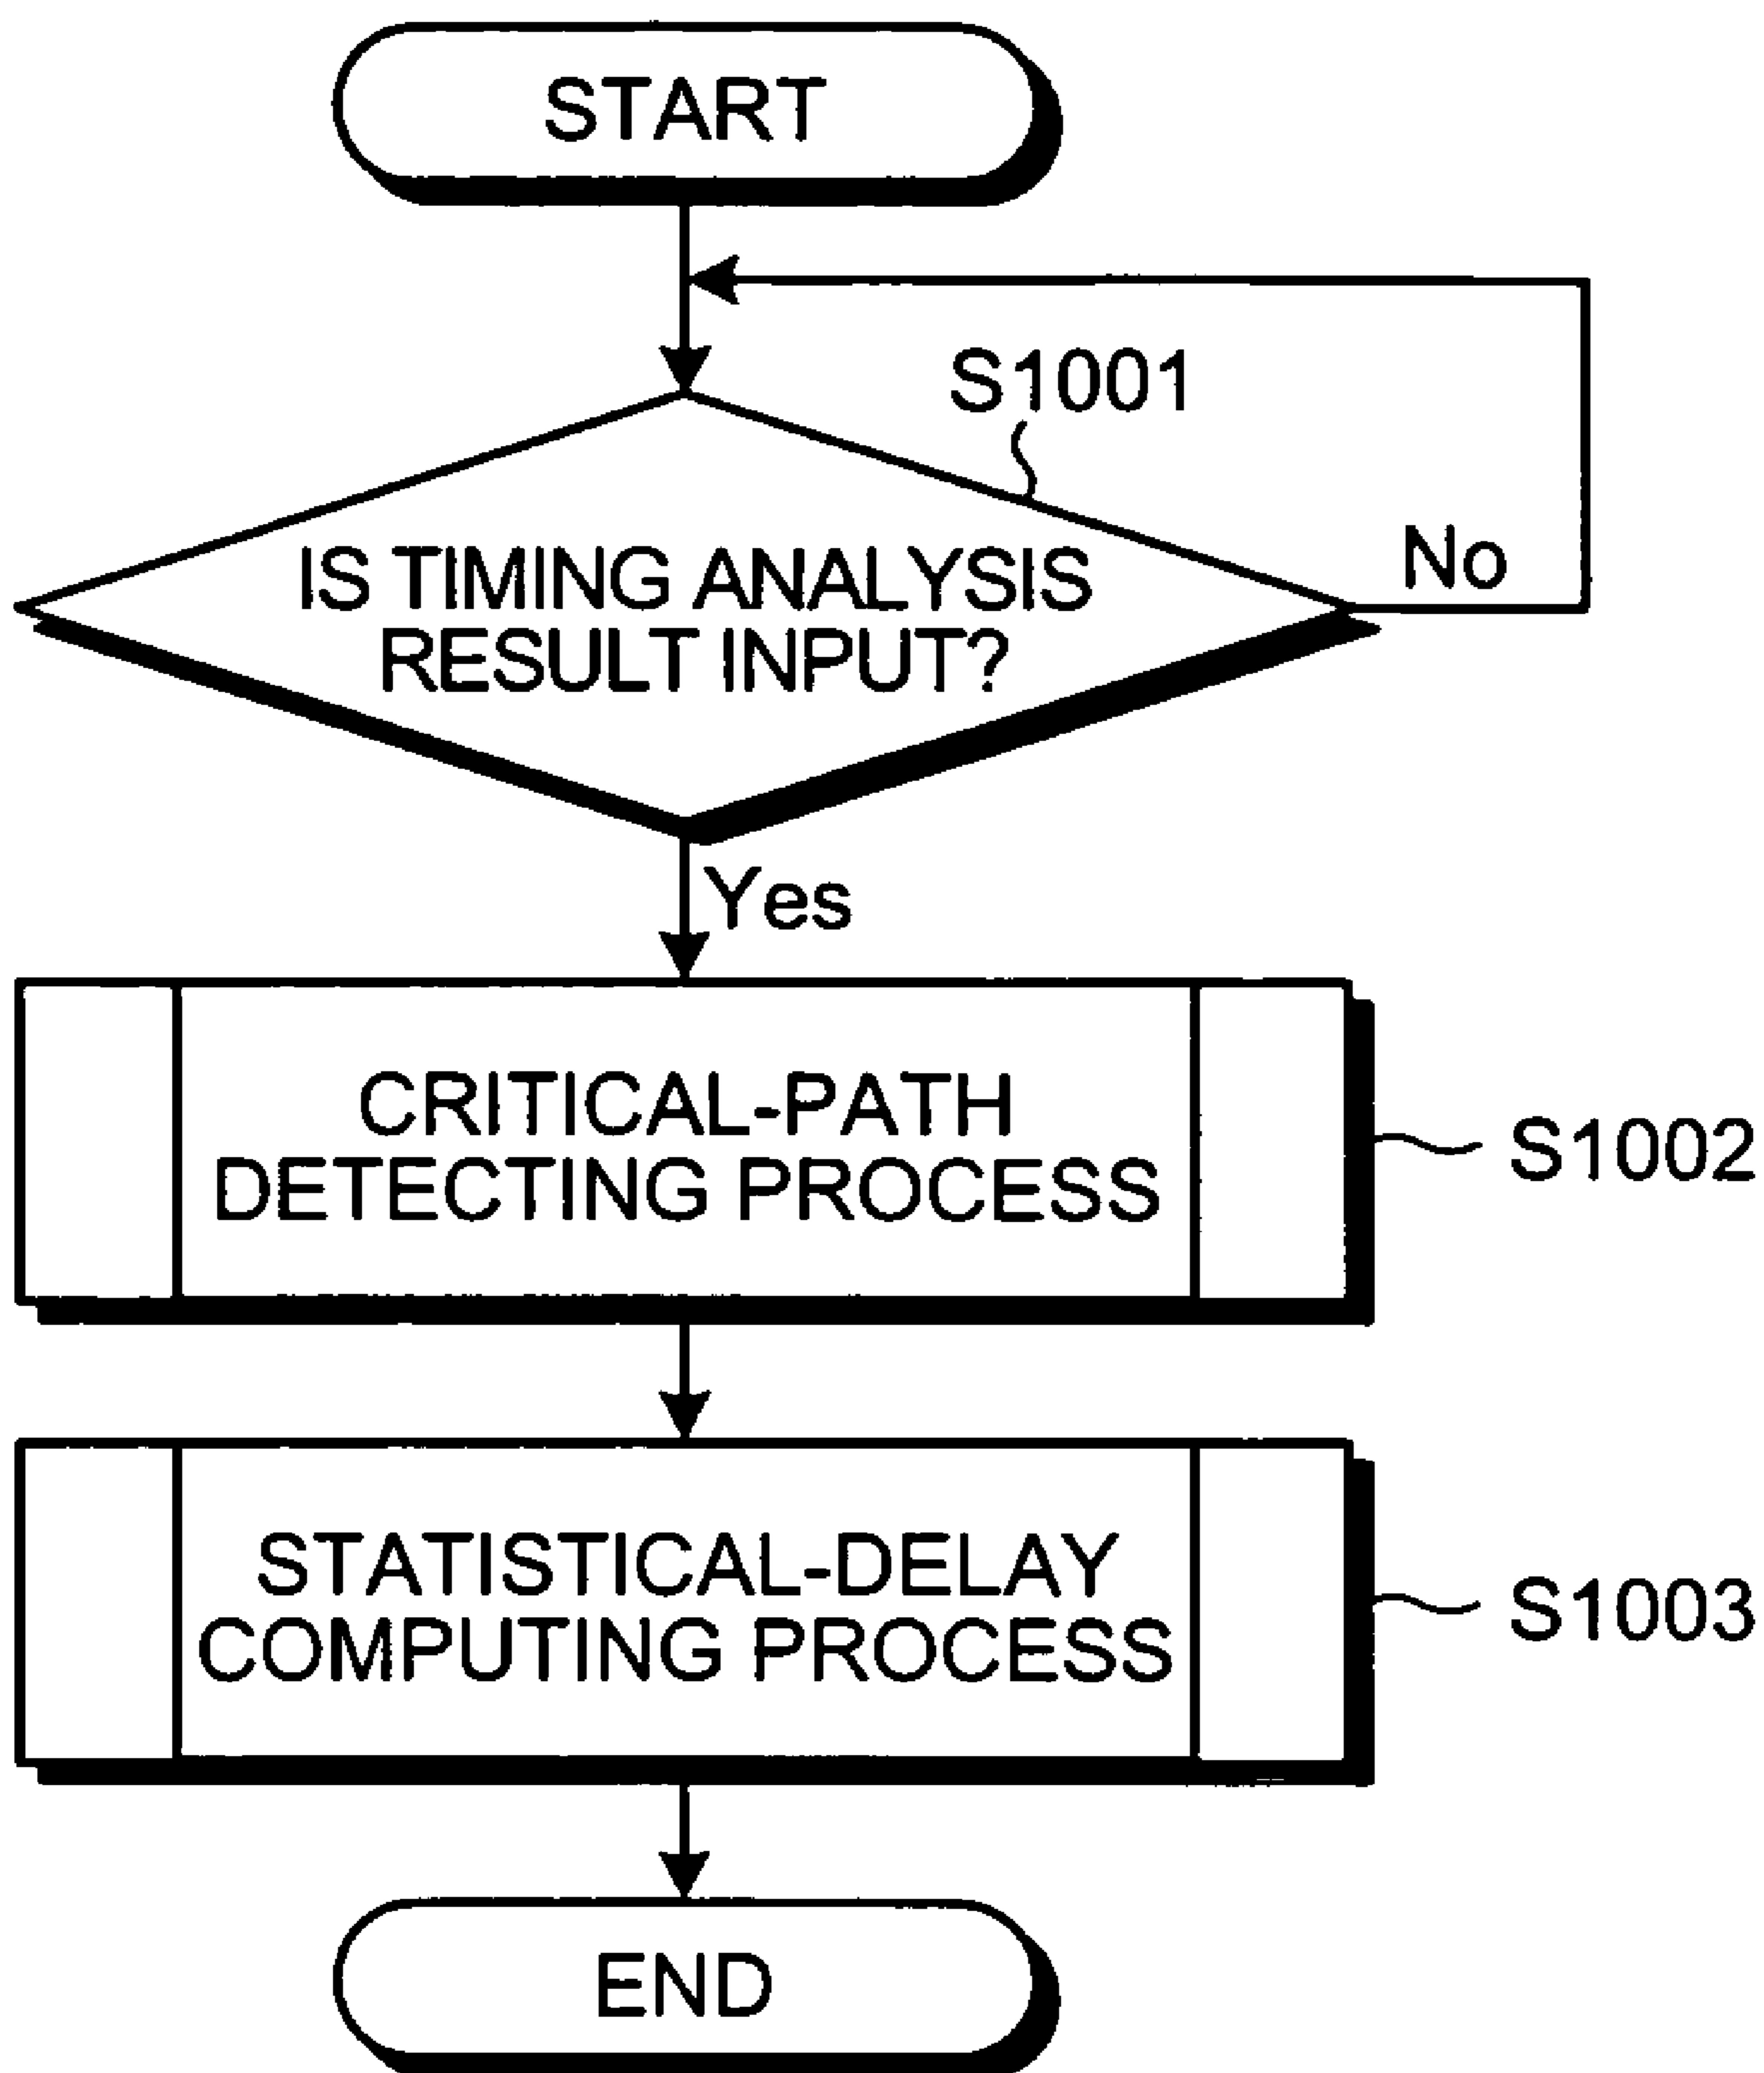 START
S1001
IS TIMING ANALYSIS
RESULT INPUT?
No
Yes
CRITICAL-PATH
DETECTING PROCESS
S1002
STATISTICAL-DELAY
COMPUTING PROCESS
S1003
END